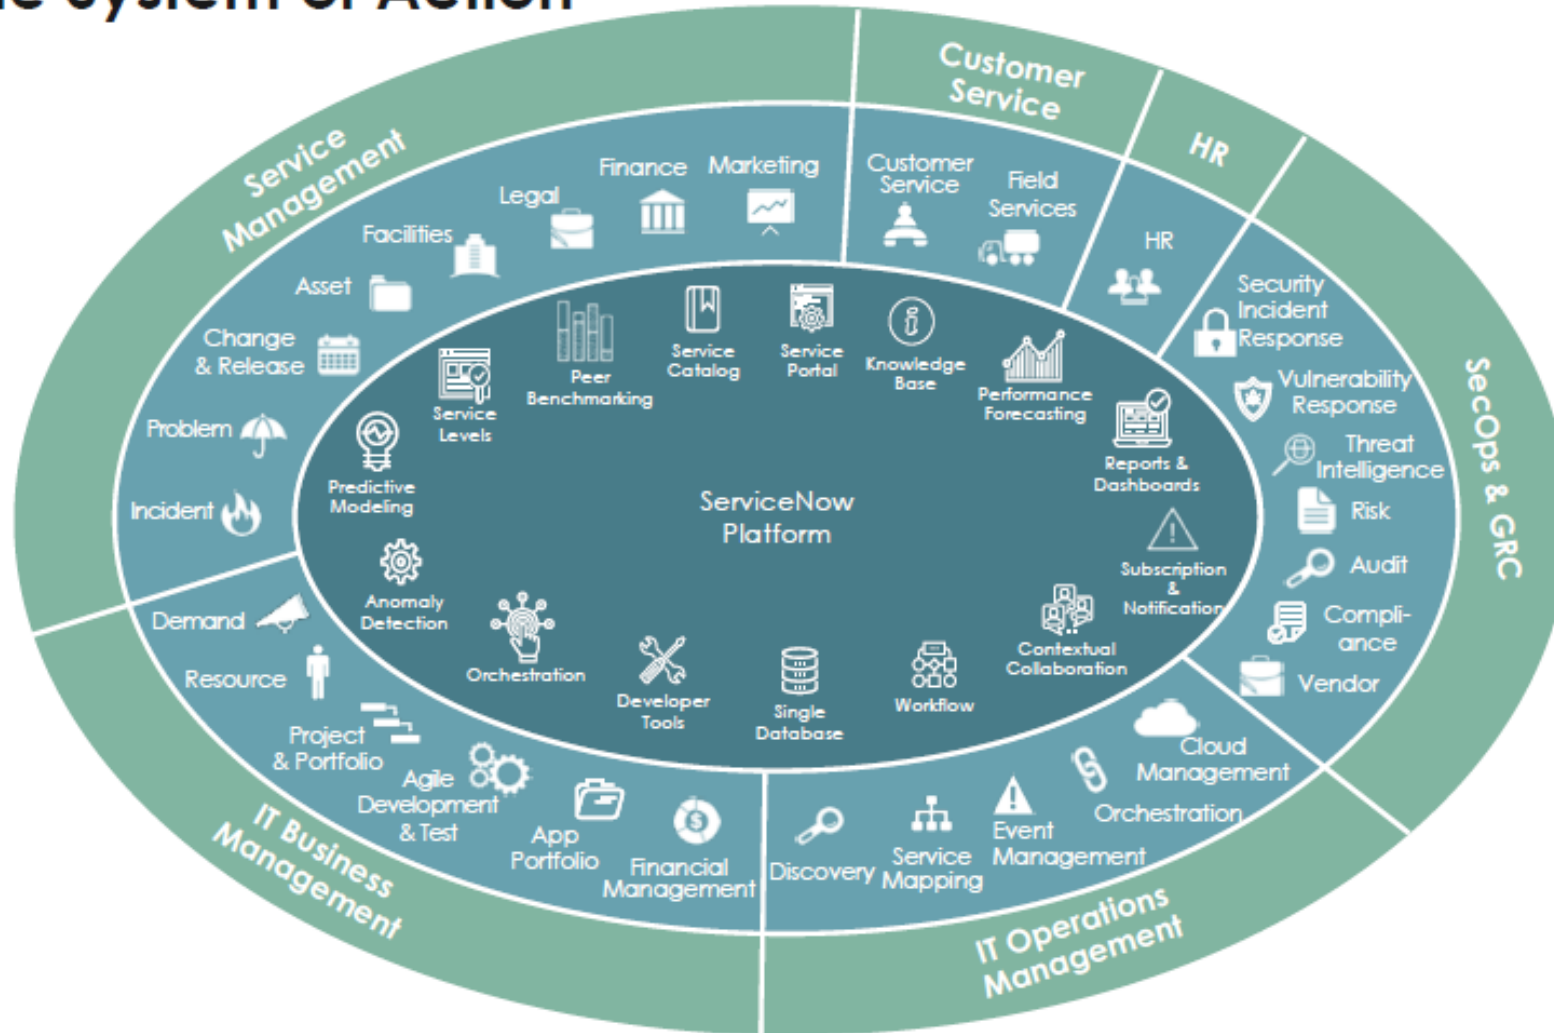 System of Action
Service
Management
Customer
Service
HR
SecOps & GRC
IT Operations
Management
IT Business
Management
Incident
Problem
Change
& Release
Asset
Facilities
Legal
Finance
Marketing
Customer
Service
Field
Services
HR
Security
Incident
Response
Vulnerability
Response
Threat
Intelligence
Risk
Audit
Compli-
ance
Vendor
Cloud
Management
Orchestration
Event
Management
Service
Mapping
Discovery
Financial
Management
App
Portfolio
Agile
Development
& Test
Project
& Portfolio
Resource
Demand
Predictive
Modeling
Service
Levels
Peer
Benchmarking
Service
Catalog
Service
Portal
Knowledge
Base
Performance
Forecasting
Reports &
Dashboards
Subscription
&
Notification
Contextual
Collaboration
Workflow
Single
Database
Developer
Tools
Orchestration
Anomaly
Detection
ServiceNow
Platform